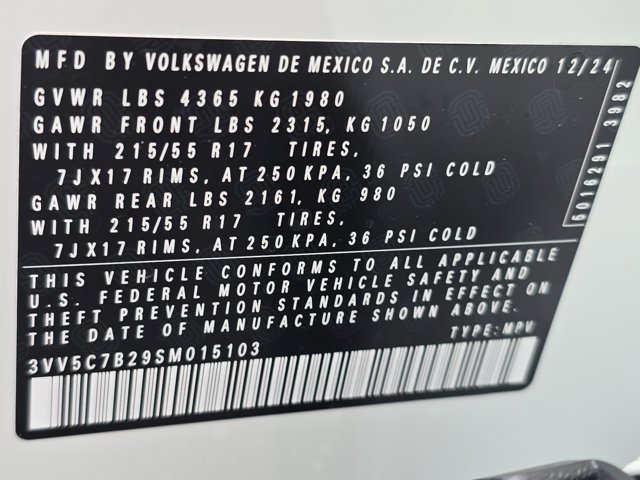 MFD BY VOLKSWAGEN DE MEXICO S.A. DE C.V. MEXICO 12/24
GVWR LBS 4365 KG 1980
GAWR FRONT LBS 2315, KG 1050
WITH 215/55 R17 TIRES,
7JX17 RIMS, AT 250 KPA, 36 PSI COLD
GAWR REAR LBS 2161, KG 980
WITH 215/55 R17 TIRES,
7JX17 RIMS, AT 250 KPA, 36 PSI COLD
THIS VEHICLE CONFORMS TO ALL APPLICABLE
U.S. FEDERAL MOTOR VEHICLE SAFETY AND
THEFT PREVENTION STANDARDS IN EFFECT ON
THE DATE OF MANUFACTURE SHOWN ABOVE.
TYPE: MPV
3VV5C7B29SM015103
5016291 3982